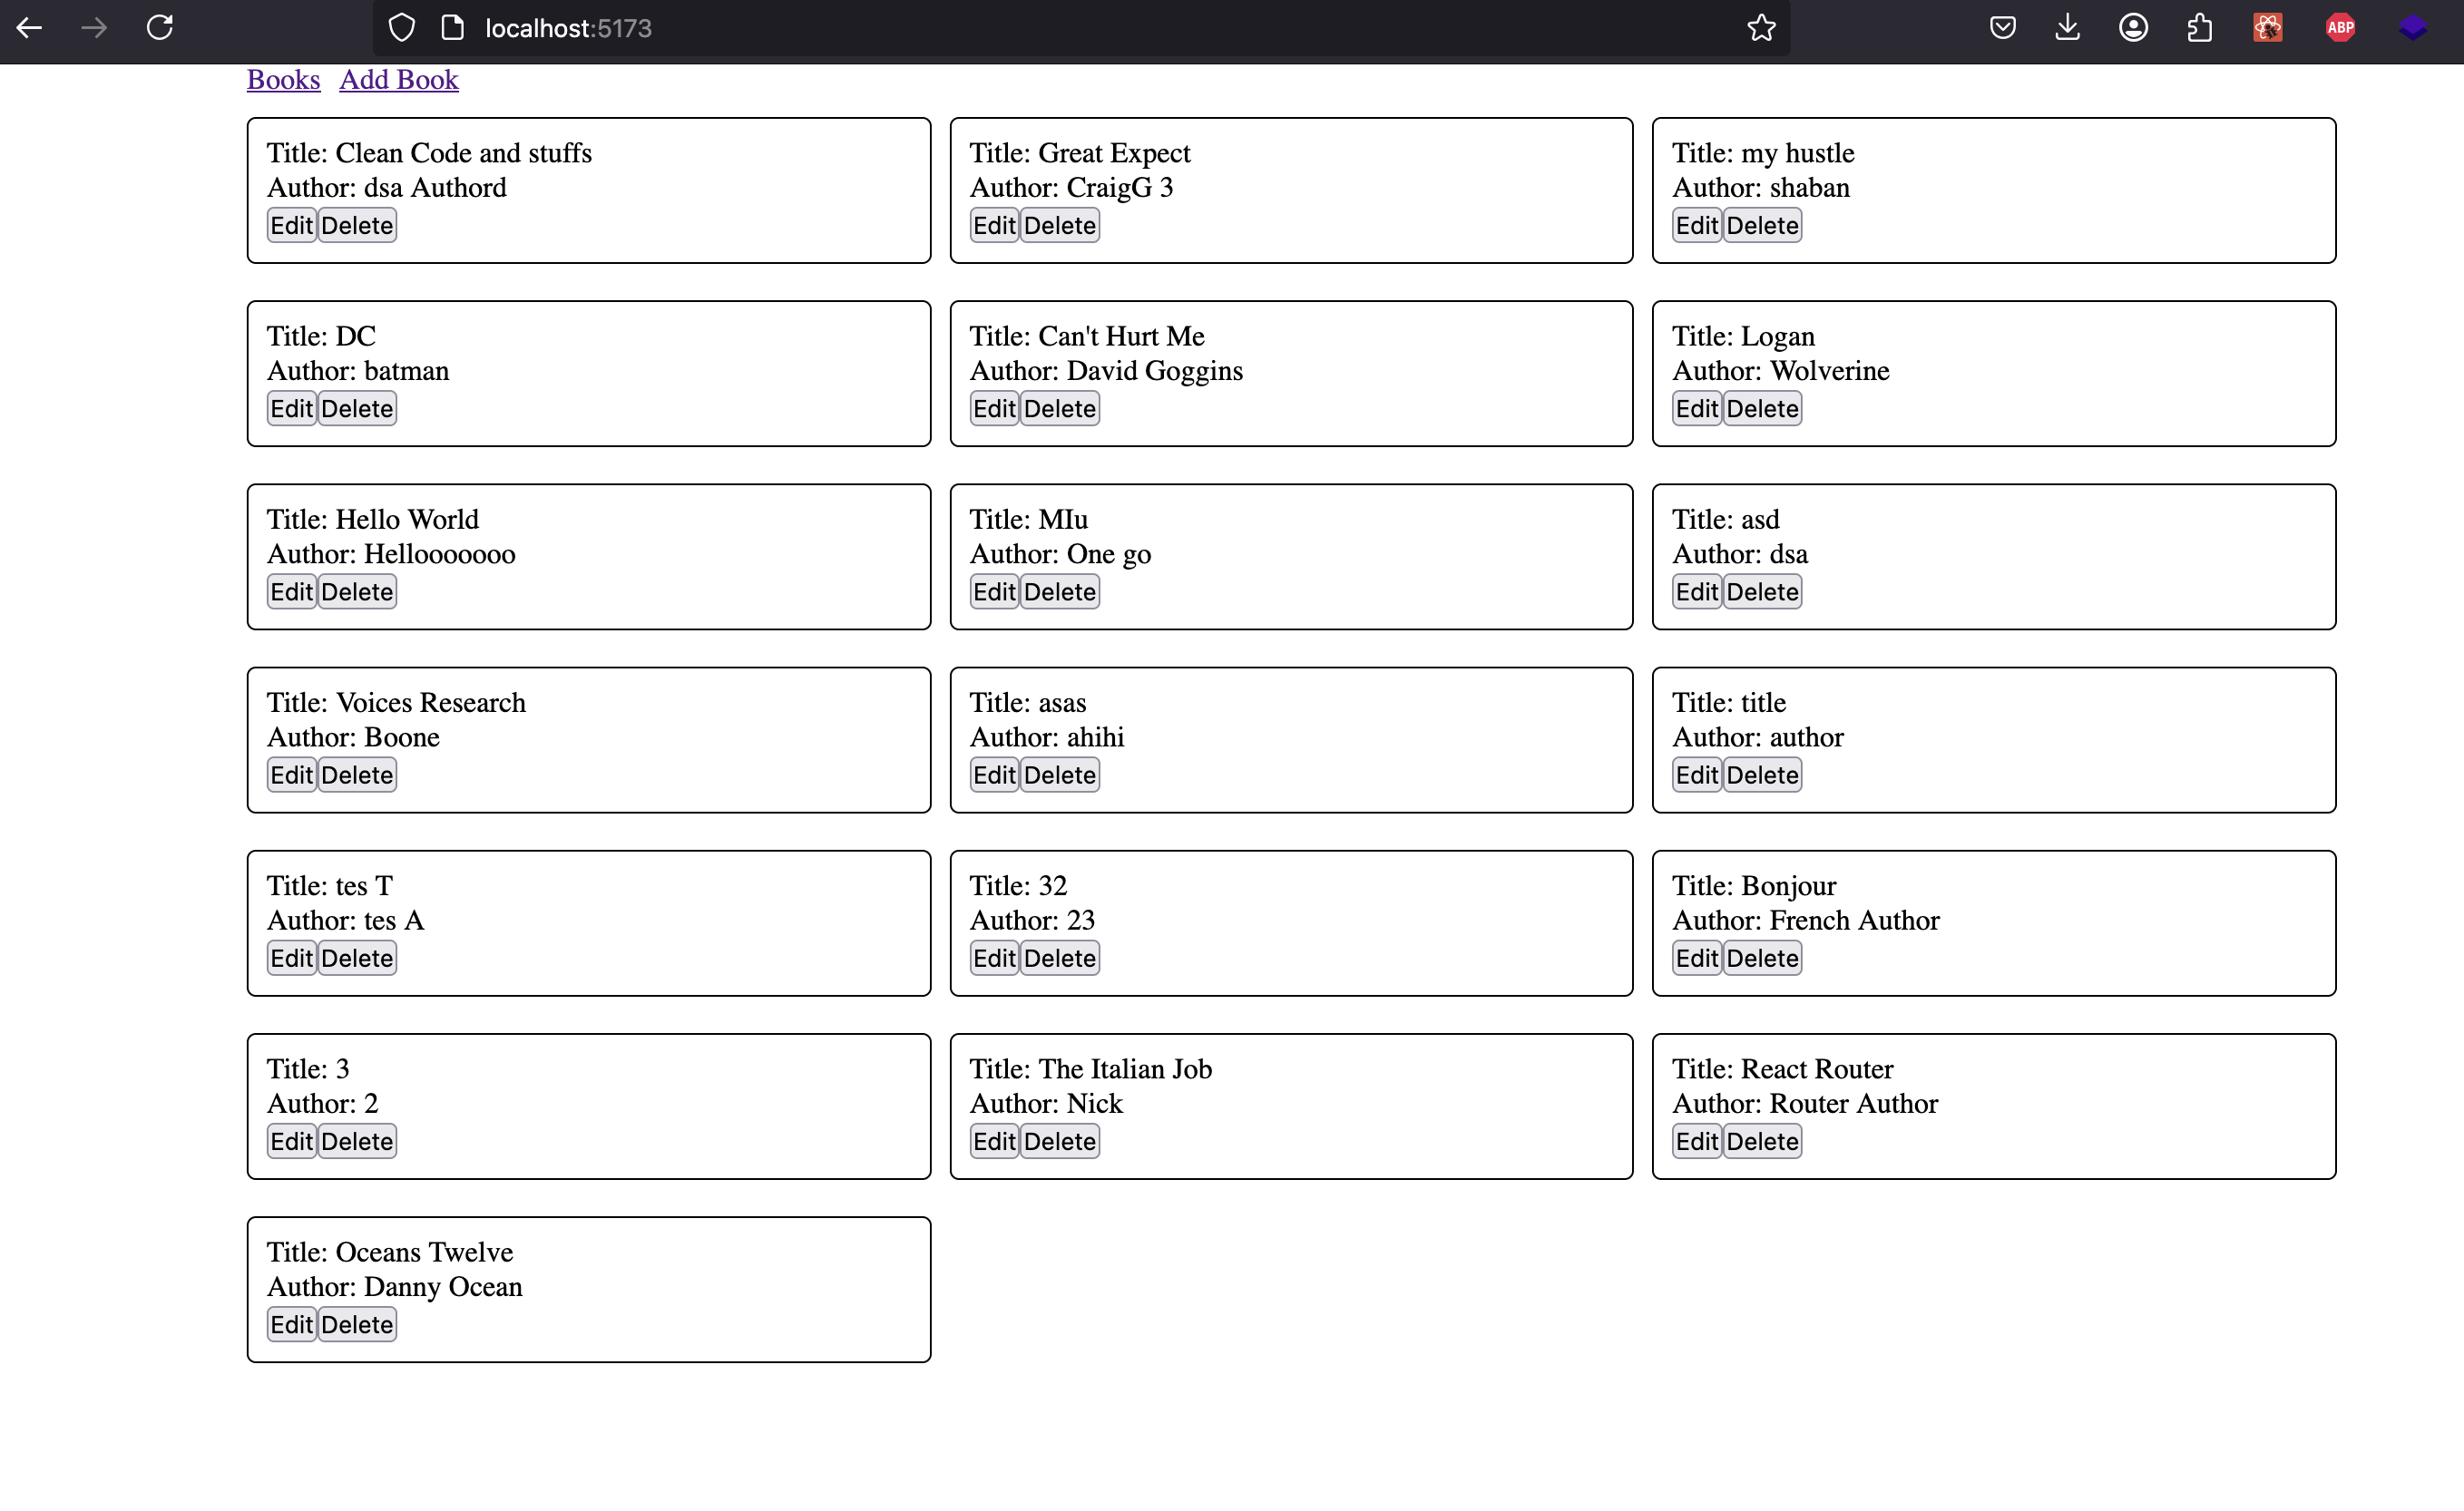 localhost:5173
ABP
Books Add Book
Title: Clean Code and stuffs
Author: dsa Authord
Edit Delete
Title: Great Expect
Author: CraigG 3
Edit Delete
Title: my hustle
Author: shaban
Edit Delete
Title: DC
Author: batman
Edit Delete
Title: Can't Hurt Me
Author: David Goggins
Edit Delete
Title: Logan
Author: Wolverine
Edit Delete
Title: Hello World
Author: Hellooooooo
Edit Delete
Title: MIu
Author: One go
Edit Delete
Title: asd
Author: dsa
Edit Delete
Title: Voices Research
Author: Boone
Edit Delete
Title: asas
Author: ahihi
Edit Delete
Title: title
Author: author
Edit Delete
Title: tes T
Author: tes A
Edit Delete
Title: 32
Author: 23
Edit Delete
Title: Bonjour
Author: French Author
Edit Delete
Title: 3
Author: 2
Edit Delete
Title: The Italian Job
Author: Nick
Edit Delete
Title: React Router
Author: Router Author
Edit Delete
Title: Oceans Twelve
Author: Danny Ocean
Edit Delete